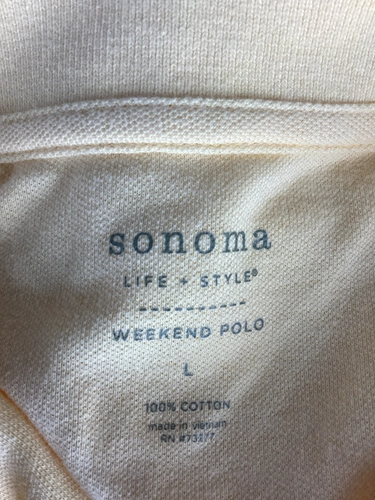 sonoma
LIFE + STYLE®
----------
WEEKEND POLO
L
100% COTTON
made in vietnam
RN #73277